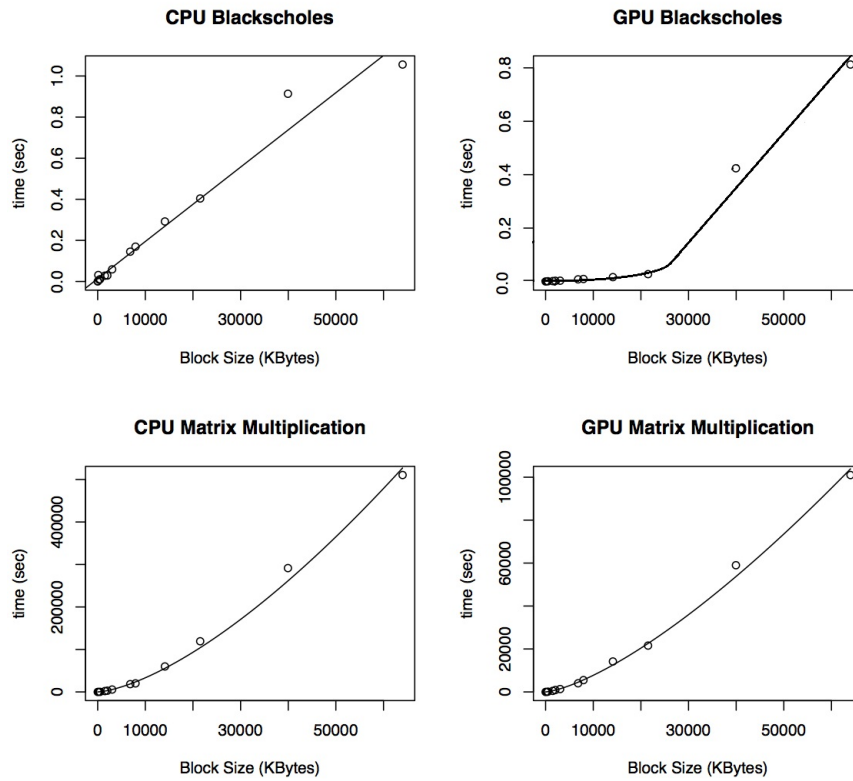 CPU Blackscholes
time (sec)
0.0 0.2 0.4 0.6 0.8 1.0
0 10000 30000 50000
Block Size (KBytes)
GPU Blackscholes
time (sec)
0.0 0.2 0.4 0.6 0.8
0 10000 30000 50000
Block Size (KBytes)
CPU Matrix Multiplication
time (sec)
0 200000 400000
0 10000 30000 50000
Block Size (KBytes)
GPU Matrix Multiplication
time (sec)
0 20000 60000 100000
0 10000 30000 50000
Block Size (KBytes)